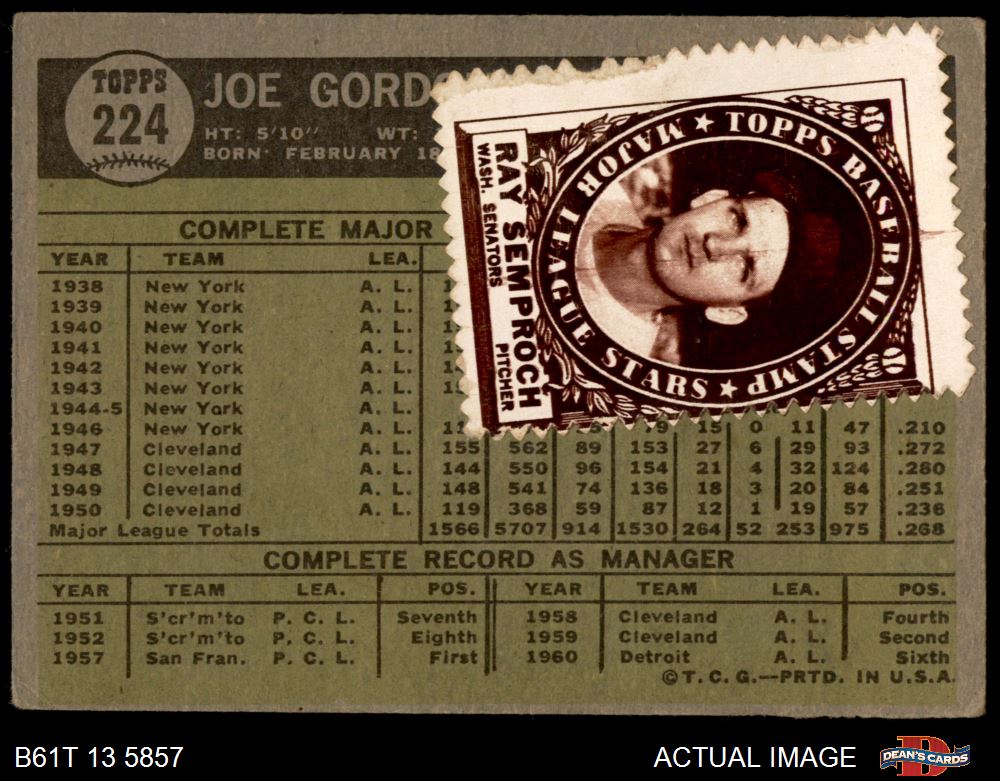 TOPPS
224
JOE GORD
HT: 5'10" WT:
BORN: FEBRUARY 18
COMPLETE MAJOR
YEAR TEAM LEA.
1938 New York A. L.
1939 New York A. L.
1940 New York A. L.
1941 New York A. L.
1942 New York A. L.
1943 New York A. L.
1944-5 New York A. L.
1946 New York A. L. 15 0 11 47 .210
1947 Cleveland A. L. 155 562 89 153 27 6 29 93 .272
1948 Cleveland A. L. 144 550 96 154 21 4 32 124 .280
1949 Cleveland A. L. 148 541 74 136 18 3 20 84 .251
1950 Cleveland A. L. 119 368 59 87 12 1 19 57 .236
Major League Totals 1566 5707 914 1530 264 52 253 975 .268
COMPLETE RECORD AS MANAGER
YEAR TEAM LEA. POS. YEAR TEAM LEA. POS.
1951 S'cr'm'to P. C. L. Seventh 1958 Cleveland A. L. Fourth
1952 S'cr'm'to P. C. L. Eighth 1959 Cleveland A. L. Second
1957 San Fran. P. C. L. First 1960 Detroit A. L. Sixth
©T. C. G.--PRTD. IN U.S.A.
MAJOR LEAGUE STARS ★ TOPPS BASEBALL STAMP ★
RAY SEMPROCH
WASH. SENATORS PITCHER
B61T 13 5857
ACTUAL IMAGE
DEAN'S CARDS